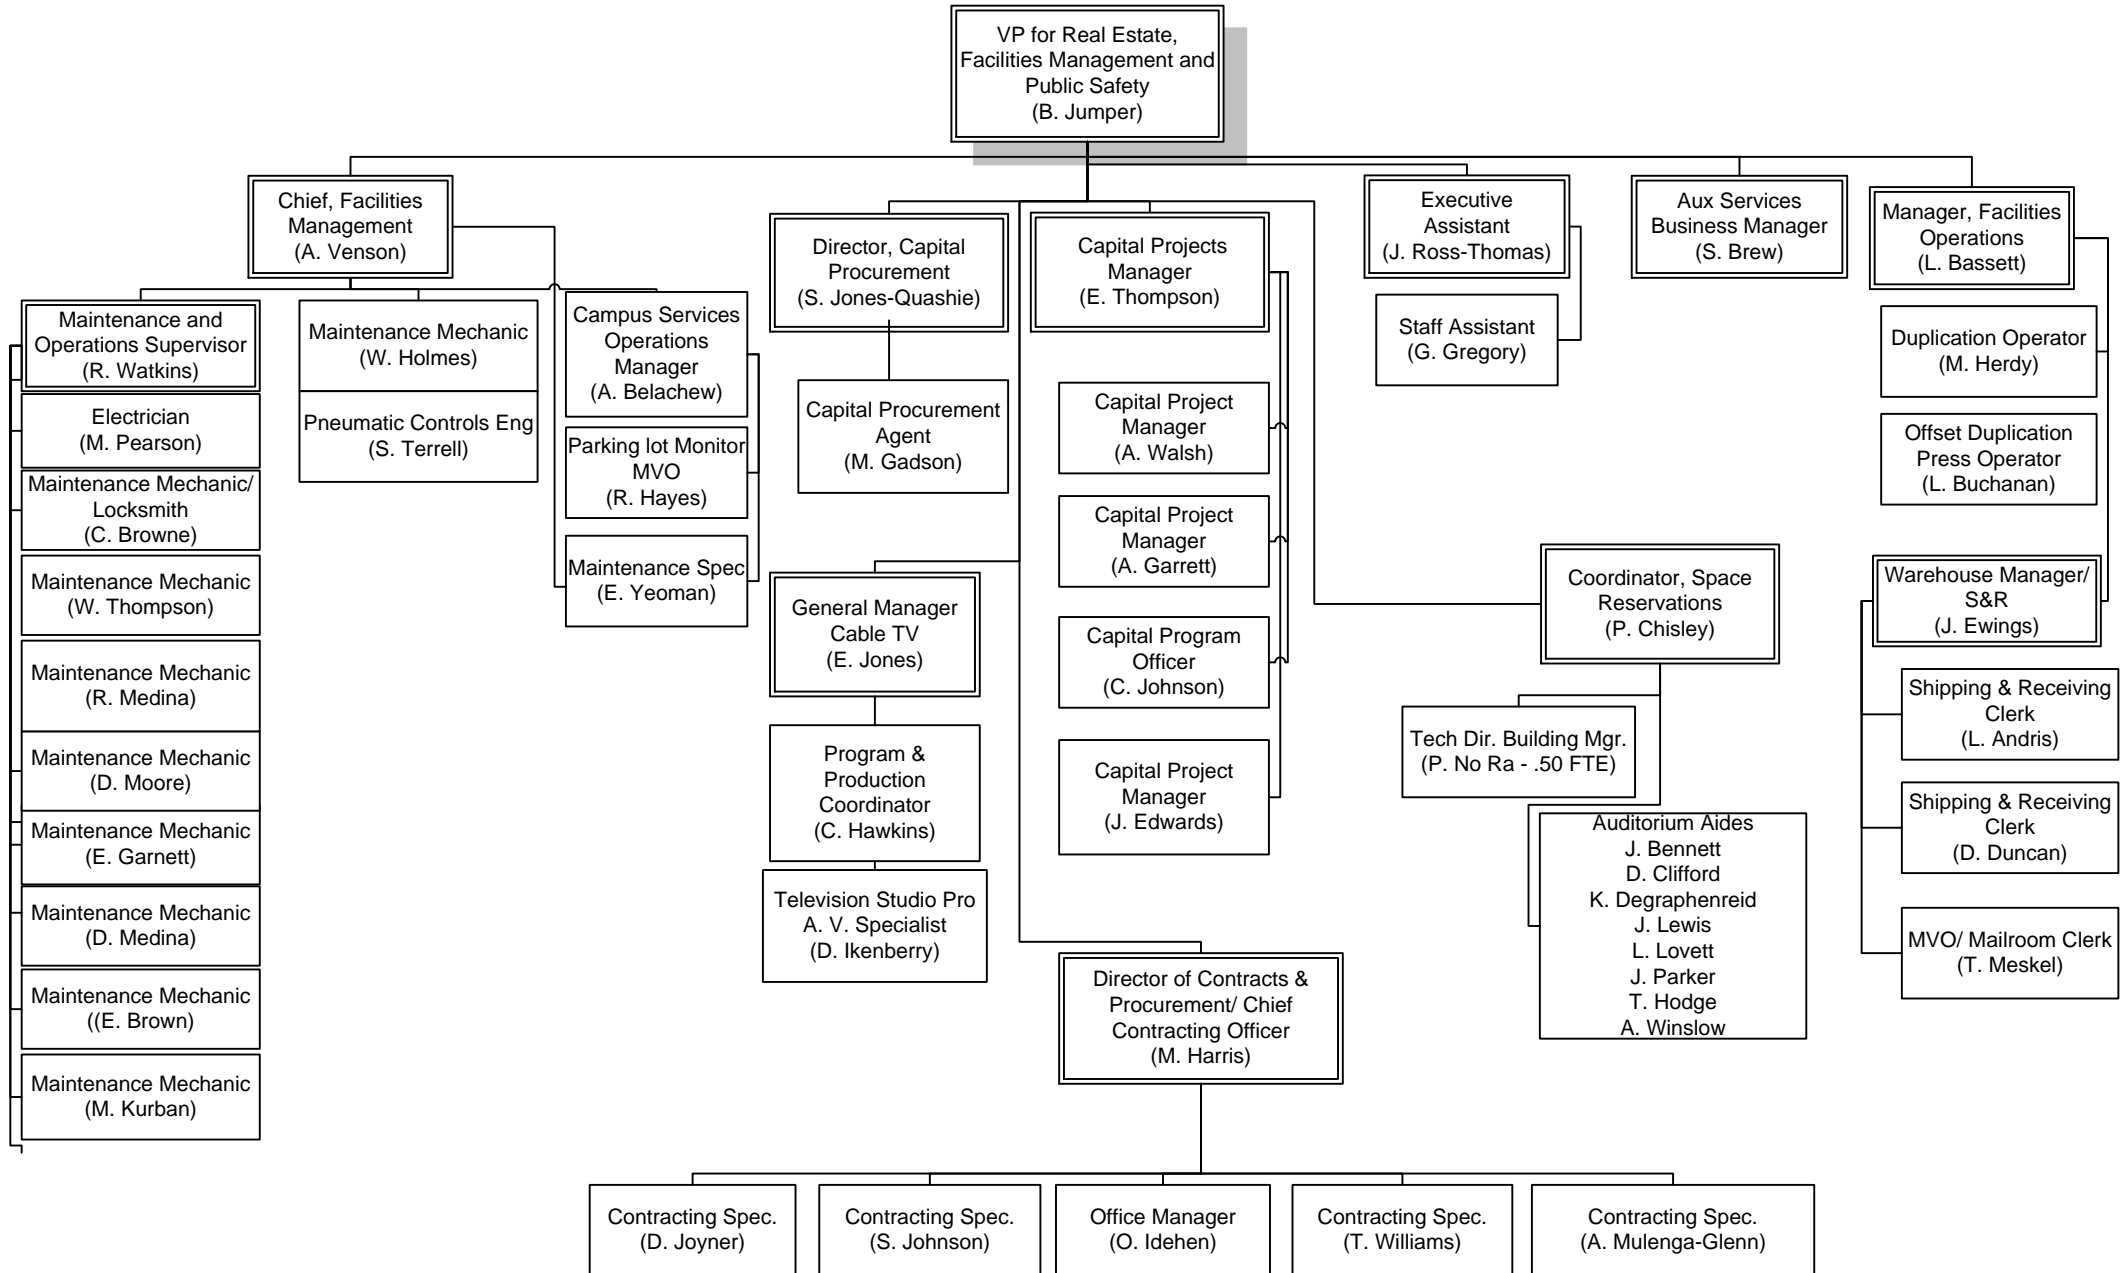 VP for Real Estate,
Facilities Management and
Public Safety
(B. Jumper)
Chief, Facilities
Management
(A. Venson)
Maintenance and
Operations Supervisor
(R. Watkins)
Electrician
(M. Pearson)
Maintenance Mechanic/
Locksmith
(C. Browne)
Maintenance Mechanic
(W. Thompson)
Maintenance Mechanic
(R. Medina)
Maintenance Mechanic
(D. Moore)
Maintenance Mechanic
(E. Garnett)
Maintenance Mechanic
(D. Medina)
Maintenance Mechanic
((E. Brown)
Maintenance Mechanic
(M. Kurban)
Maintenance Mechanic
(W. Holmes)
Pneumatic Controls Eng
(S. Terrell)
Campus Services
Operations
Manager
(A. Belachew)
Parking lot Monitor
MVO
(R. Hayes)
Maintenance Spec
(E. Yeoman)
Director, Capital
Procurement
(S. Jones-Quashie)
Capital Procurement
Agent
(M. Gadson)
General Manager
Cable TV
(E. Jones)
Program &
Production
Coordinator
(C. Hawkins)
Television Studio Pro
A. V. Specialist
(D. Ikenberry)
Capital Projects
Manager
(E. Thompson)
Capital Project
Manager
(A. Walsh)
Capital Project
Manager
(A. Garrett)
Capital Program
Officer
(C. Johnson)
Capital Project
Manager
(J. Edwards)
Director of Contracts &
Procurement/ Chief
Contracting Officer
(M. Harris)
Contracting Spec.
(D. Joyner)
Contracting Spec.
(S. Johnson)
Office Manager
(O. Idehen)
Contracting Spec.
(T. Williams)
Contracting Spec.
(A. Mulenga-Glenn)
Executive
Assistant
(J. Ross-Thomas)
Staff Assistant
(G. Gregory)
Coordinator, Space
Reservations
(P. Chisley)
Tech Dir. Building Mgr.
(P. No Ra - .50 FTE)
Auditorium Aides
J. Bennett
D. Clifford
K. Degraphenreid
J. Lewis
L. Lovett
J. Parker
T. Hodge
A. Winslow
Aux Services
Business Manager
(S. Brew)
Manager, Facilities
Operations
(L. Bassett)
Duplication Operator
(M. Herdy)
Offset Duplication
Press Operator
(L. Buchanan)
Warehouse Manager/
S&R
(J. Ewings)
Shipping & Receiving
Clerk
(L. Andris)
Shipping & Receiving
Clerk
(D. Duncan)
MVO/ Mailroom Clerk
(T. Meskel)